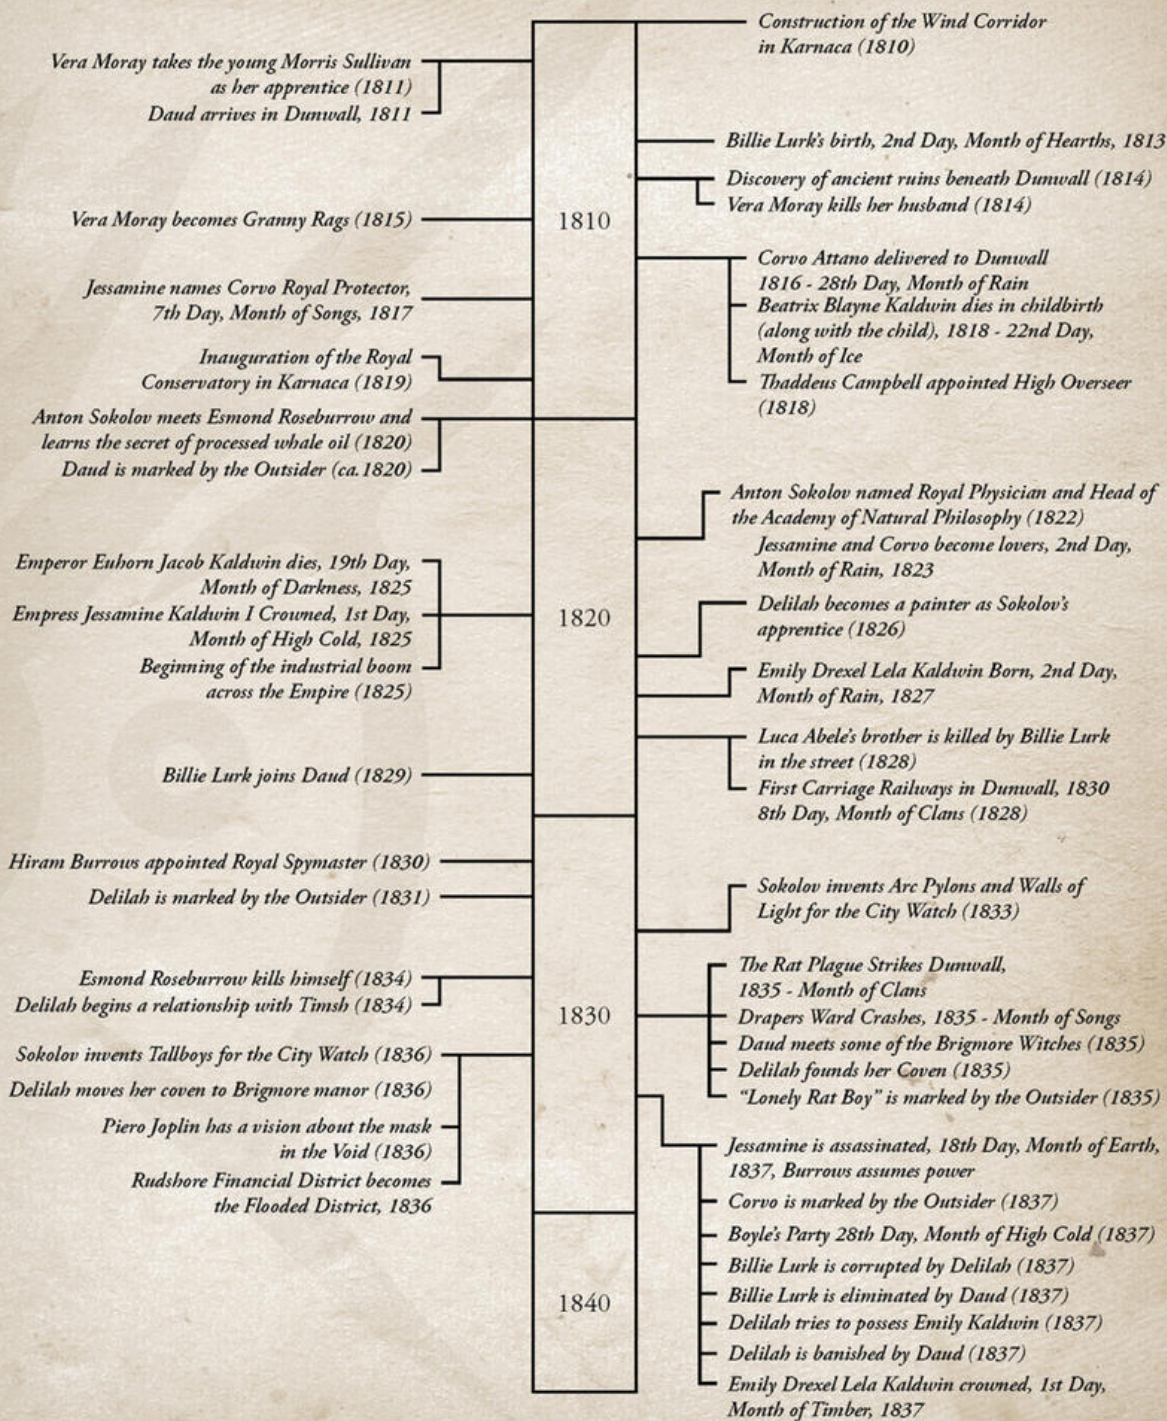 Construction of the Wind Corridor
in Karnaca (1810)
Vera Moray takes the young Morris Sullivan
as her apprentice (1811)
Daud arrives in Dunwall, 1811
Billie Lurk's birth, 2nd Day, Month of Hearths, 1813
Discovery of ancient ruins beneath Dunwall (1814)
Vera Moray kills her husband (1814)
Vera Moray becomes Granny Rags (1815)
1810
Corvo Attano delivered to Dunwall
1816 - 28th Day, Month of Rain
Beatrix Blayne Kaldwin dies in childbirth
(along with the child), 1818 - 22nd Day,
Month of Ice
Thaddeus Campbell appointed High Overseer
(1818)
Jessamine names Corvo Royal Protector,
7th Day, Month of Songs, 1817
Inauguration of the Royal
Conservatory in Karnaca (1819)
Anton Sokolov meets Esmond Roseburrow and
learns the secret of processed whale oil (1820)
Daud is marked by the Outsider (ca. 1820)
Anton Sokolov named Royal Physician and Head of
the Academy of Natural Philosophy (1822)
Jessamine and Corvo become lovers, 2nd Day,
Month of Rain, 1823
Emperor Euhorn Jacob Kaldwin dies, 19th Day,
Month of Darkness, 1825
Empress Jessamine Kaldwin I Crowned, 1st Day,
Month of High Cold, 1825
Beginning of the industrial boom
across the Empire (1825)
1820
Delilah becomes a painter as Sokolov's
apprentice (1826)
Emily Drexel Lela Kaldwin Born, 2nd Day,
Month of Rain, 1827
Luca Abele's brother is killed by Billie Lurk
in the street (1828)
First Carriage Railways in Dunwall, 1830
8th Day, Month of Clans (1828)
Billie Lurk joins Daud (1829)
Hiram Burrows appointed Royal Spymaster (1830)
Delilah is marked by the Outsider (1831)
Sokolov invents Arc Pylons and Walls of
Light for the City Watch (1833)
Esmond Roseburrow kills himself (1834)
Delilah begins a relationship with Timsh (1834)
1830
The Rat Plague Strikes Dunwall,
1835 - Month of Clans
Drapers Ward Crashes, 1835 - Month of Songs
Daud meets some of the Brigmore Witches (1835)
Delilah founds her Coven (1835)
"Lonely Rat Boy" is marked by the Outsider (1835)
Sokolov invents Tallboys for the City Watch (1836)
Delilah moves her coven to Brigmore manor (1836)
Piero Joplin has a vision about the mask
in the Void (1836)
Rudshore Financial District becomes
the Flooded District, 1836
Jessamine is assassinated, 18th Day, Month of Earth,
1837, Burrows assumes power
Corvo is marked by the Outsider (1837)
Boyle's Party 28th Day, Month of High Cold (1837)
Billie Lurk is corrupted by Delilah (1837)
Billie Lurk is eliminated by Daud (1837)
Delilah tries to possess Emily Kaldwin (1837)
Delilah is banished by Daud (1837)
Emily Drexel Lela Kaldwin crowned, 1st Day,
Month of Timber, 1837
1840